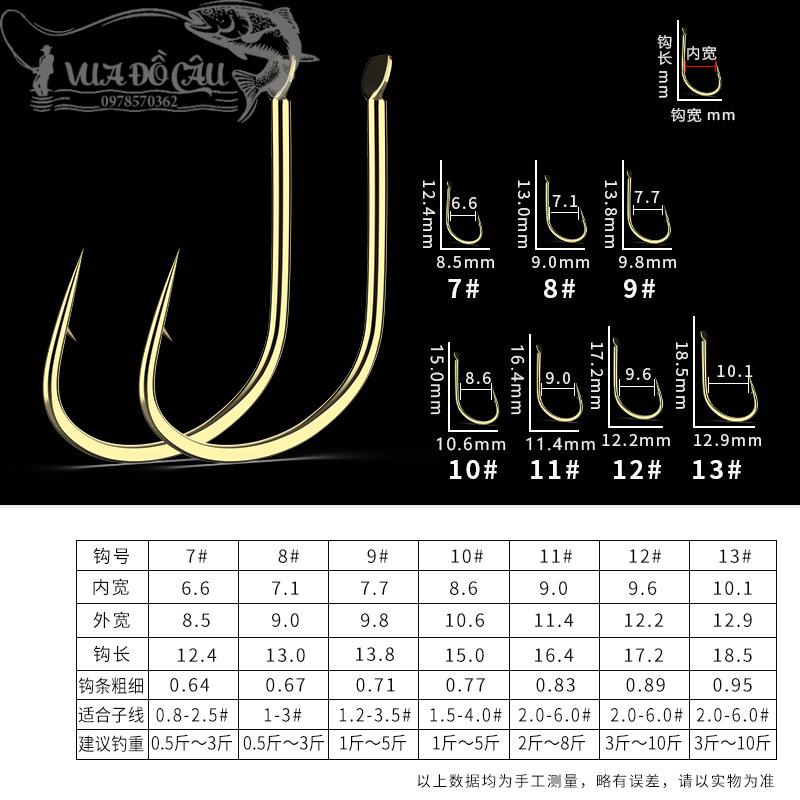 VUA ĐỒ CÂU
0978570362
钩长 mm
内宽
钩宽 mm
12.4mm
6.6
8.5mm
7#
13.0mm
7.1
9.0mm
8#
13.8mm
7.7
9.8mm
9#
15.0mm
8.6
10.6mm
10#
16.4mm
9.0
11.4mm
11#
17.2mm
9.6
12.2mm
12#
18.5mm
10.1
12.9mm
13#
钩号 7# 8# 9# 10# 11# 12# 13#
内宽 6.6 7.1 7.7 8.6 9.0 9.6 10.1
外宽 8.5 9.0 9.8 10.6 11.4 12.2 12.9
钩长 12.4 13.0 13.8 15.0 16.4 17.2 18.5
钩条粗细 0.64 0.67 0.71 0.77 0.83 0.89 0.95
适合子线 0.8-2.5# 1-3# 1.2-3.5# 1.5-4.0# 2.0-6.0# 2.0-6.0# 2.0-6.0#
建议钓重 0.5斤～3斤 0.5斤～3斤 1斤～5斤 1斤～5斤 2斤～8斤 3斤～10斤 3斤～10斤
以上数据均为手工测量，略有误差，请以实物为准